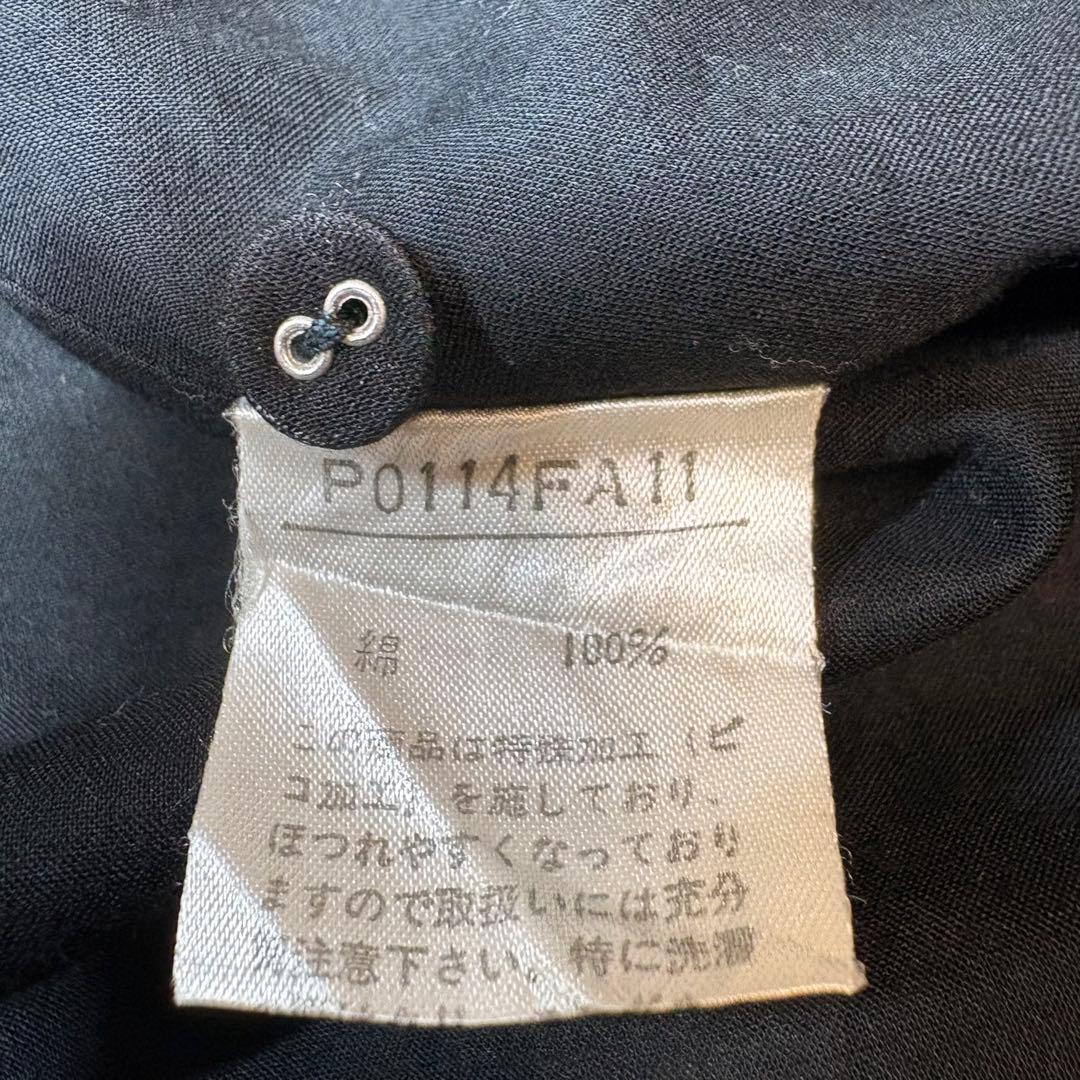 P0114FA11
綿 100%
この商品は特殊加工（ピ
コ加工）を施しており、
ほつれやすくなっており
ますので取扱いには充分
御注意下さい。特に洗濯